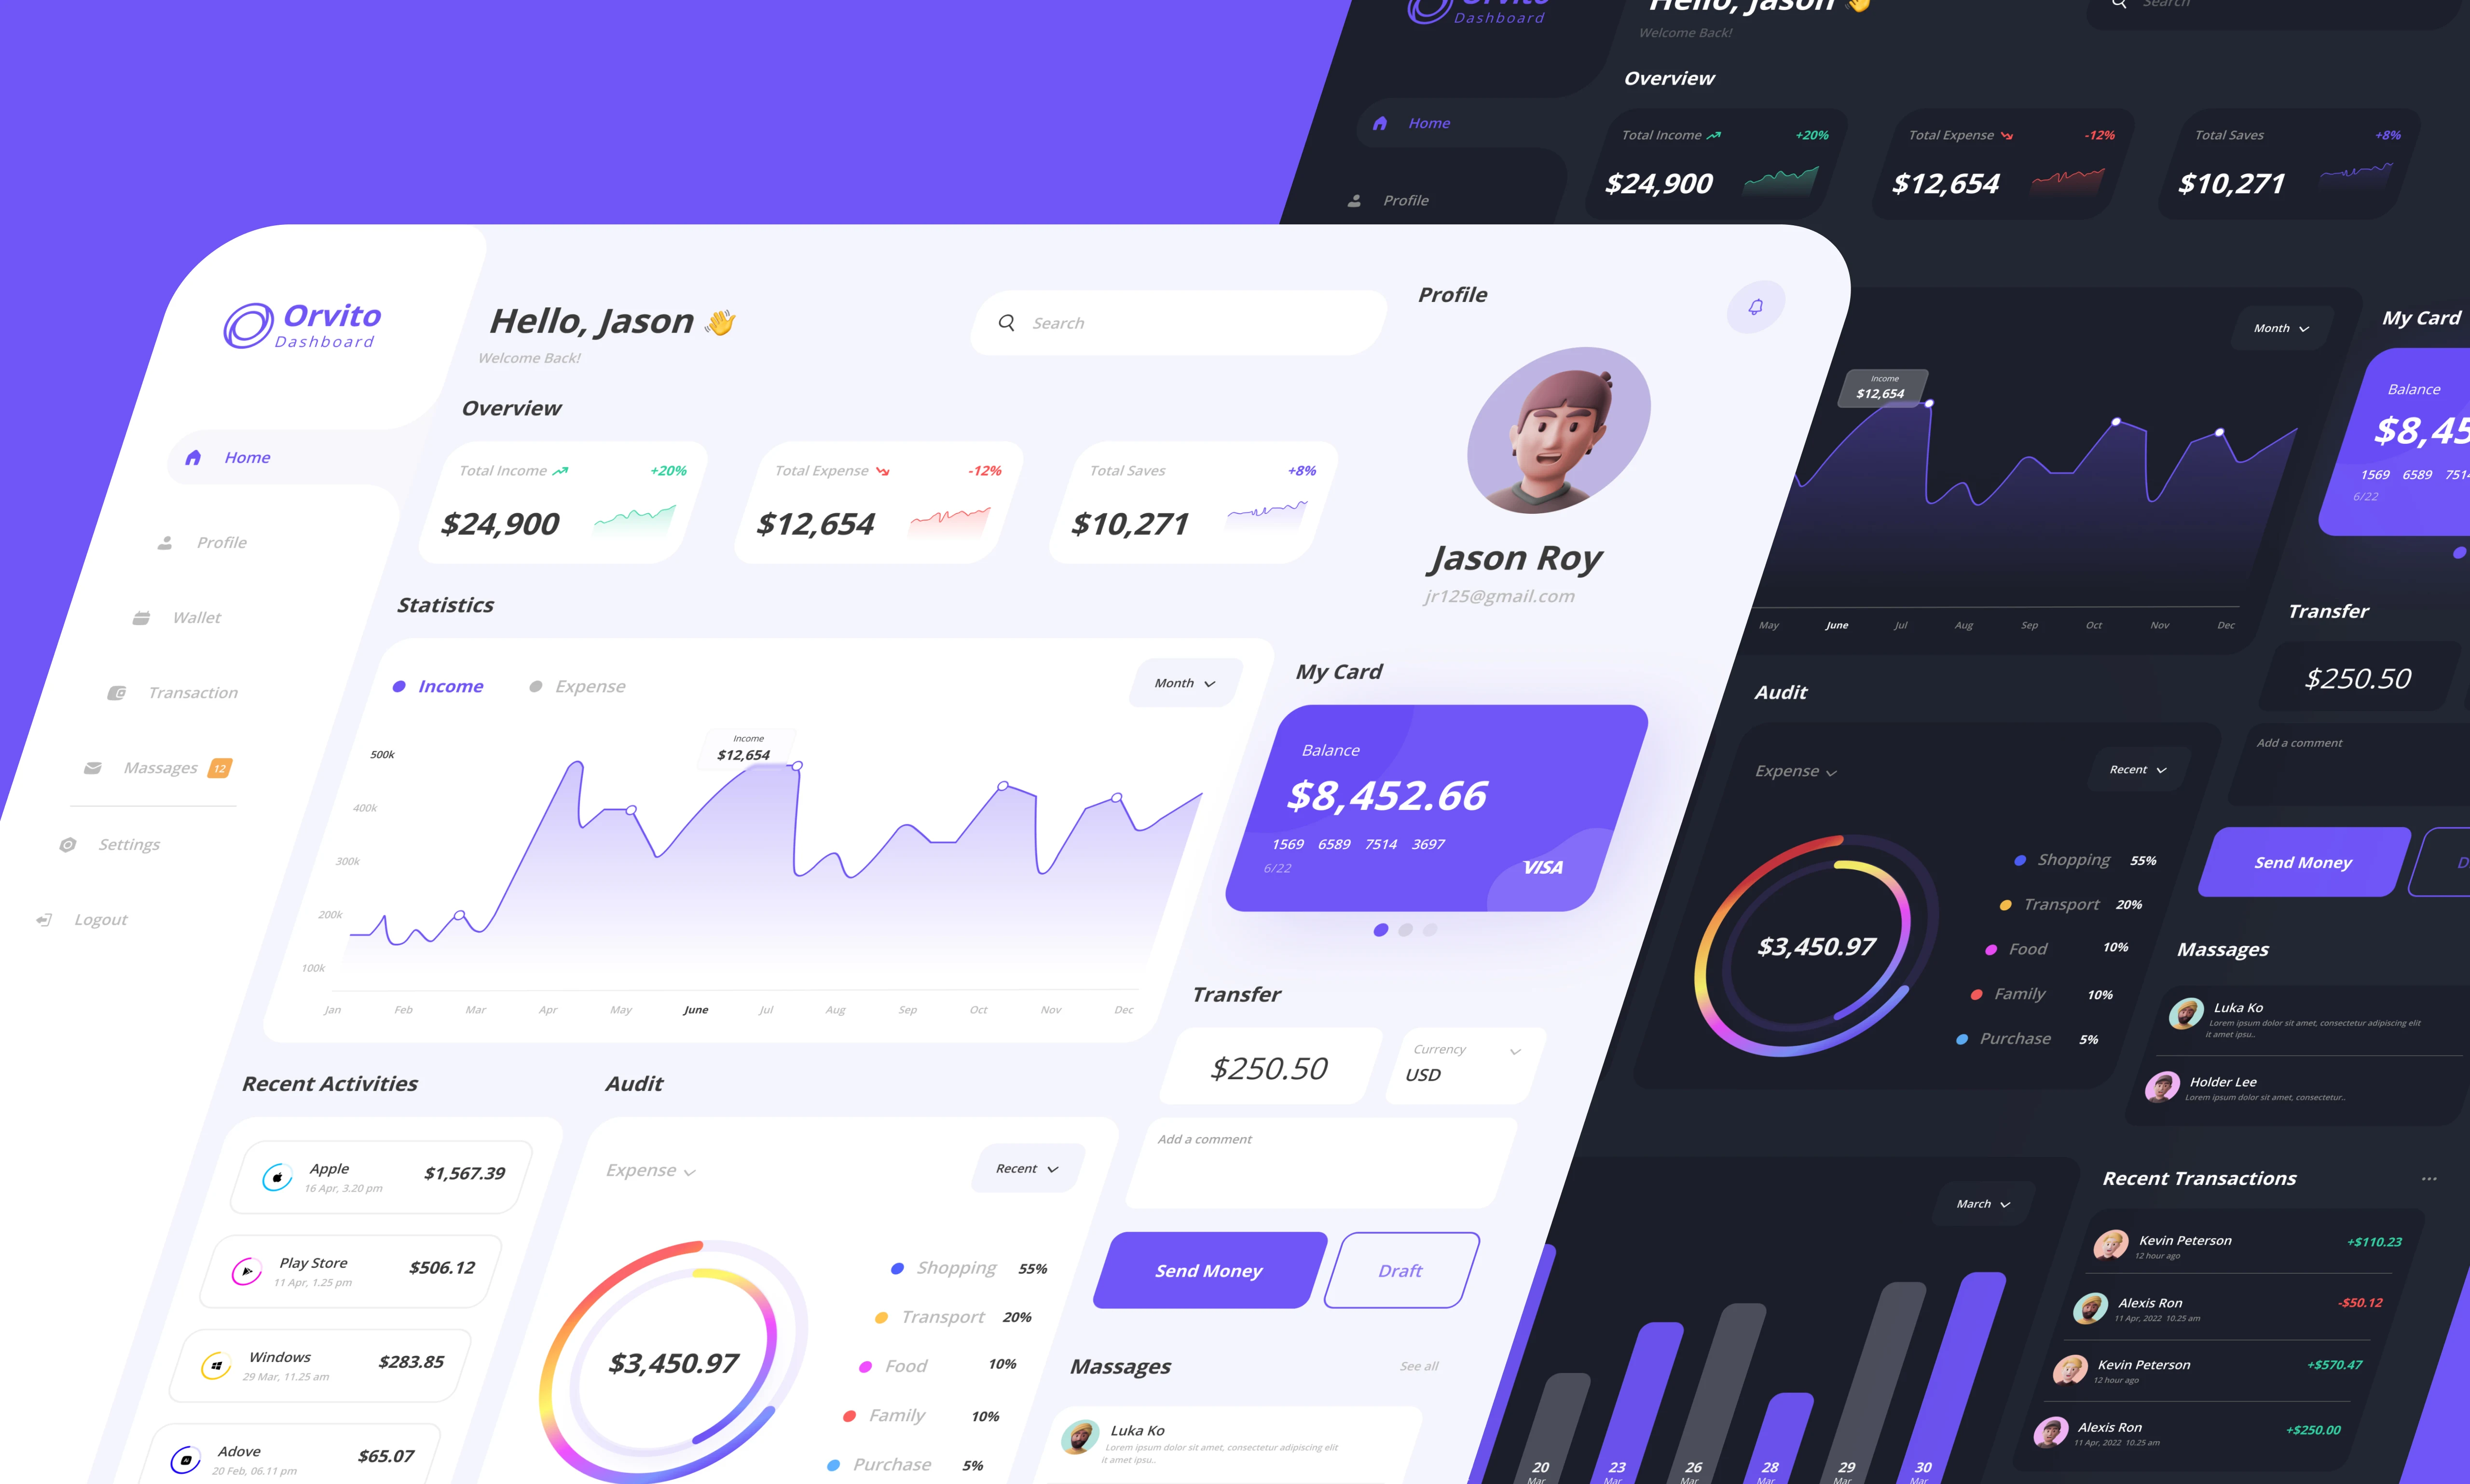 Orvito
Dashboard
Hello, Jason 👋
Welcome Back!
Search
Home
Profile
Wallet
Transaction
Massages 12
Settings
Logout
Overview
Total Income +20%
$24,900
Total Expense -12%
$12,654
Total Saves +8%
$10,271
Statistics
Income Expense
Month
Income
$12,654
500k
400k
300k
200k
100k
Jan Feb Mar Apr May June Jul Aug Sep Oct Nov Dec
Recent Activities
Apple
16 Apr, 3.20 pm
$1,567.39
Play Store
11 Apr, 1.25 pm
$506.12
Windows
29 Mar, 11.25 am
$283.85
Adove
20 Feb, 06.11 pm
$65.07
Audit
Expense
Recent
$3,450.97
Shopping 55%
Transport 20%
Food 10%
Family 10%
Purchase 5%
Profile
Jason Roy
jr125@gmail.com
My Card
Balance
$8,452.66
1569 6589 7514 3697
6/22
VISA
Transfer
$250.50
Currency
USD
Add a comment
Send Money
Draft
Massages
See all
Luka Ko
Lorem ipsum dolor sit amet, consectetur adipiscing elit
it amet ipsu..
Orvito
Dashboard
Hello, Jason 👋
Welcome Back!
Search
Home
Profile
Overview
Total Income +20%
$24,900
Total Expense -12%
$12,654
Total Saves +8%
$10,271
Month
Income
$12,654
May June Jul Aug Sep Oct Nov Dec
My Card
Balance
$8,45
1569 6589 751
6/22
Transfer
$250.50
Add a comment
Send Money
D
Audit
Expense
Recent
$3,450.97
Shopping 55%
Transport 20%
Food 10%
Family 10%
Purchase 5%
Massages
Luka Ko
Lorem ipsum dolor sit amet, consectetur adipiscing elit
it amet ipsu..
Holder Lee
Lorem ipsum dolor sit amet, consectetur..
March
20 23 26 28 29 30
Mar Mar Mar Mar Mar Mar
Recent Transactions
Kevin Peterson
12 hour ago
+$110.23
Alexis Ron
11 Apr, 2022 10.25 am
-$50.12
Kevin Peterson
12 hour ago
+$570.47
Alexis Ron
11 Apr, 2022 10.25 am
+$250.00